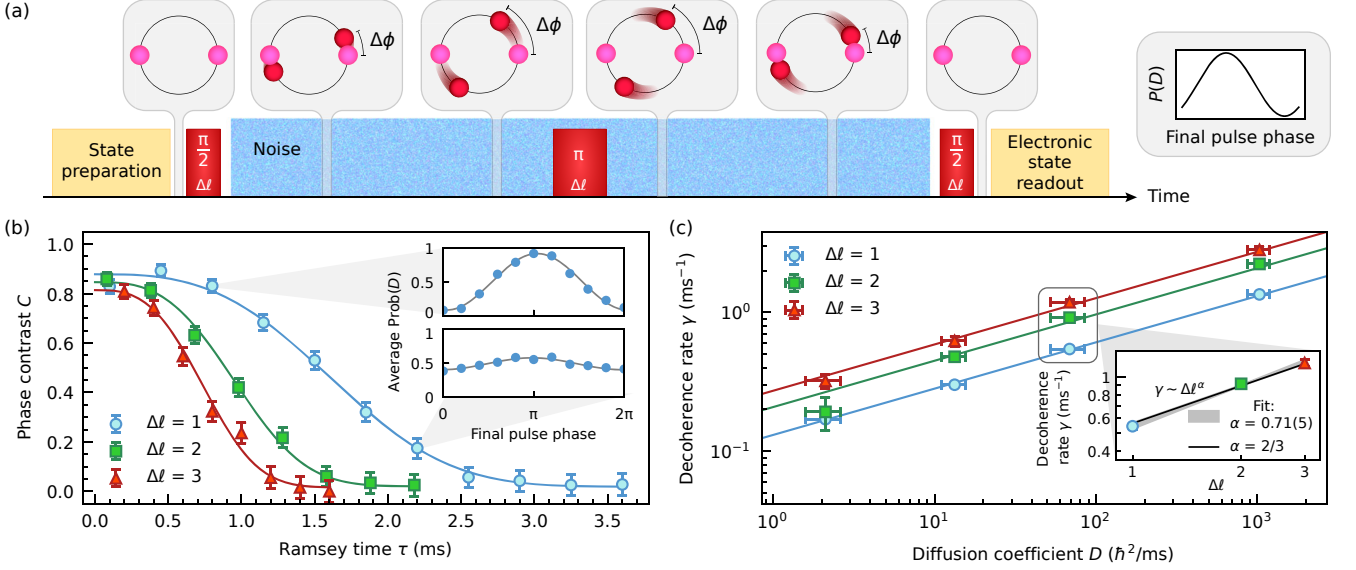 (a)
Δϕ
Δϕ
Δϕ
Δϕ
State
preparation
π
2
Δℓ
Noise
π
Δℓ
π
2
Δℓ
Electronic
state
readout
Time
P(D)
Final pulse phase
(b)
Phase contrast C
1.0
0.8
0.6
0.4
0.2
0.0
0.0 0.5 1.0 1.5 2.0 2.5 3.0 3.5
Ramsey time τ (ms)
Δℓ = 1
Δℓ = 2
Δℓ = 3
Average Prob(D)
1
0.5
0
1
0.5
0
0 π 2π
Final pulse phase
(c)
Decoherence rate γ (ms⁻¹)
10⁰
10⁻¹
10⁰ 10¹ 10² 10³
Diffusion coefficient D (ℏ²/ms)
Δℓ = 1
Δℓ = 2
Δℓ = 3
Decoherence
rate γ (ms⁻¹)
1
0.6
0.4
γ ~ Δℓᵅ
Fit:
α = 0.71(5)
α = 2/3
1 2 3
Δℓ